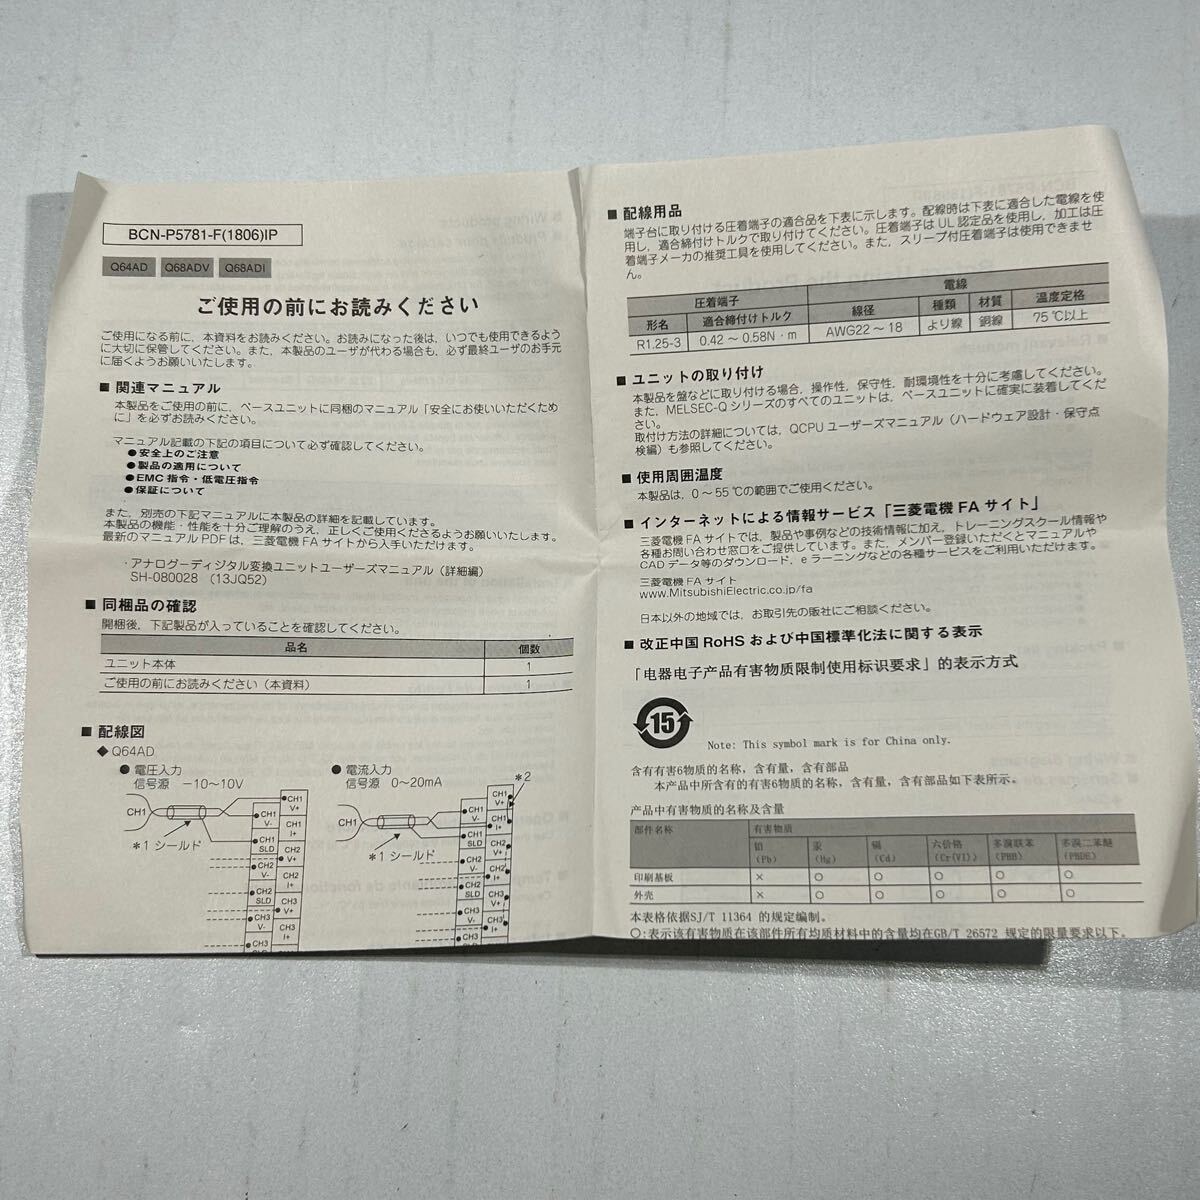 BCN-P5781-F(1806)IP
Q64AD Q68ADV Q68ADI
ご使用の前にお読みください
ご使用になる前に、本資料をお読みください。お読みになった後は、いつでも使用できるよう
に大切に保管してください。また、本製品のユーザが代わる場合も、必ず最終ユーザのお手元
に届くようお願いいたします。
■ 関連マニュアル
本製品をご使用の前に、ベースユニットに同梱のマニュアル「安全にお使いいただくため
に」を必ずお読みください。
マニュアル記載の下記の項目について必ず確認してください。
●安全上のご注意
●製品の適用について
●EMC指令・低電圧指令
●保証について
また、別売の下記マニュアルに本製品の詳細を記載しています。
本製品の機能・性能を十分ご理解のうえ、正しくご使用くださるようお願いいたします。
最新のマニュアルPDFは、三菱電機FAサイトから入手いただけます。
・アナログーディジタル変換ユニットユーザーズマニュアル（詳細編）
SH-080028（13JQ52）
■ 同梱品の確認
開梱後、下記製品が入っていることを確認してください。
品名 個数
ユニット本体 1
ご使用の前にお読みください（本資料） 1
■ 配線図
◆ Q64AD
● 電圧入力
信号源 －10～10V
CH1
＊1 シールド
CH1 V+
CH1 V-
CH1 I+
CH1 SLD
CH2 V+
CH2 V-
CH2 I+
CH2 SLD
CH3 V+
CH3 V-
CH3 I+
CH3 SLD
● 電流入力
信号源 0～20mA
＊2
CH1
＊1 シールド
CH1 V+
CH1 V-
CH1 I+
CH1 SLD
CH2 V+
CH2 V-
CH2 I+
CH2 SLD
CH3 V+
CH3 V-
CH3 I+
CH3 SLD
■ 配線用品
端子台に取り付ける圧着端子の適合品を下表に示します。配線時は下表に適合した電線を使
用し、適合締付けトルクで取り付けてください。圧着端子は UL 認定品を使用し、加工は圧
着端子メーカの推奨工具を使用してください。また、スリーブ付圧着端子は使用できませ
ん。
圧着端子 電線
形名 適合締付けトルク 線径 種類 材質 温度定格
R1.25-3 0.42 ～ 0.58N・m AWG22 ～ 18 より線 銅線 75 ℃以上
■ ユニットの取り付け
本製品を盤などに取り付ける場合、操作性、保守性、耐環境性を十分に考慮してください。
また、MELSEC-Q シリーズのすべてのユニットは、ベースユニットに確実に装着してくだ
さい。
取付け方法の詳細については、QCPU ユーザーズマニュアル（ハードウェア設計・保守点
検編）も参照してください。
■ 使用周囲温度
本製品は、0 ～ 55 ℃の範囲でご使用ください。
■ インターネットによる情報サービス「三菱電機 FA サイト」
三菱電機 FA サイトでは、製品や事例などの技術情報に加え、トレーニングスクール情報や
各種お問い合わせ窓口をご提供しています。また、メンバー登録いただくとマニュアルや
CAD データ等のダウンロード、e ラーニングなどの各種サービスをご利用いただけます。
三菱電機 FA サイト
www.MitsubishiElectric.co.jp/fa
日本以外の地域では、お取引先の販社にご相談ください。
■ 改正中国 RoHS および中国標準化法に関する表示
「电器电子产品有害物质限制使用标识要求」的表示方式
15
Note: This symbol mark is for China only.
含有有害6物质的名称，含有量，含有部品
本产品中所含有的有害6物质的名称，含有量，含有部品如下表所示。
产品中有害物质的名称及含量
部件名称 有害物质
铅 (Pb) 汞 (Hg) 镉 (Cd) 六价铬 (Cr(VI)) 多溴联苯 (PBB) 多溴二苯醚 (PBDE)
印刷基板 × ○ ○ ○ ○ ○
外壳 × ○ ○ ○ ○ ○
本表格依据SJ/T 11364 的规定编制。
○:表示该有害物质在该部件所有均质材料中的含量均在GB/T 26572 规定的限量要求以下。